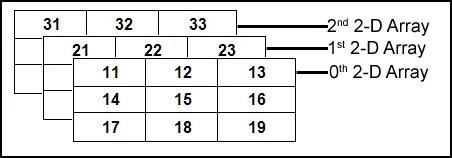 31 32 33 2nd 2-D Array
21 22 23 1st 2-D Array
11 12 13 0th 2-D Array
14 15 16
17 18 19